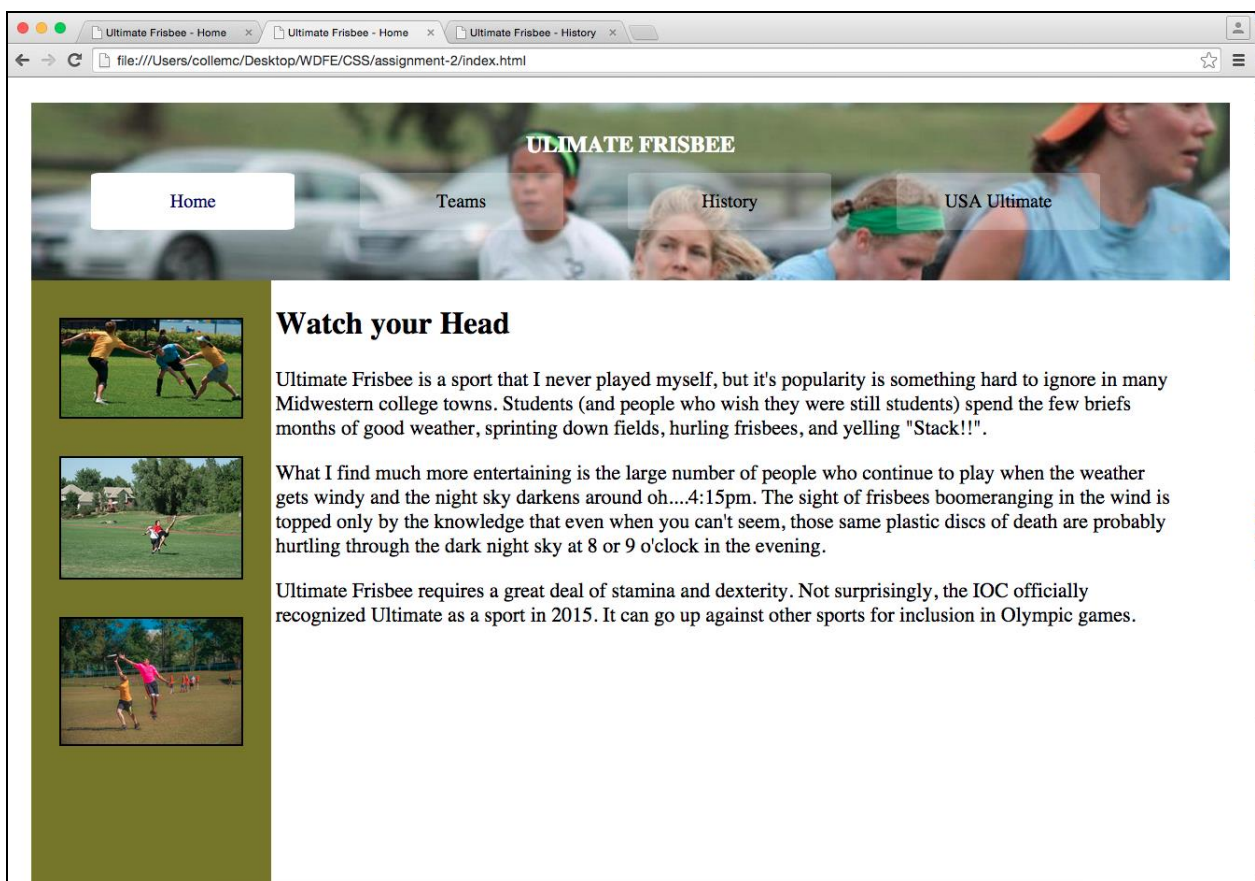 Ultimate Frisbee - Home
Ultimate Frisbee - Home
Ultimate Frisbee - History
file:///Users/collemc/Desktop/WDFE/CSS/assignment-2/index.html
ULIMATE FRISBEE
Home
Teams
History
USA Ultimate
Watch your Head
Ultimate Frisbee is a sport that I never played myself, but it's popularity is something hard to ignore in many
Midwestern college towns. Students (and people who wish they were still students) spend the few briefs
months of good weather, sprinting down fields, hurling frisbees, and yelling "Stack!!".
What I find much more entertaining is the large number of people who continue to play when the weather
gets windy and the night sky darkens around oh....4:15pm. The sight of frisbees boomeranging in the wind is
topped only by the knowledge that even when you can't seem, those same plastic discs of death are probably
hurtling through the dark night sky at 8 or 9 o'clock in the evening.
Ultimate Frisbee requires a great deal of stamina and dexterity. Not surprisingly, the IOC officially
recognized Ultimate as a sport in 2015. It can go up against other sports for inclusion in Olympic games.